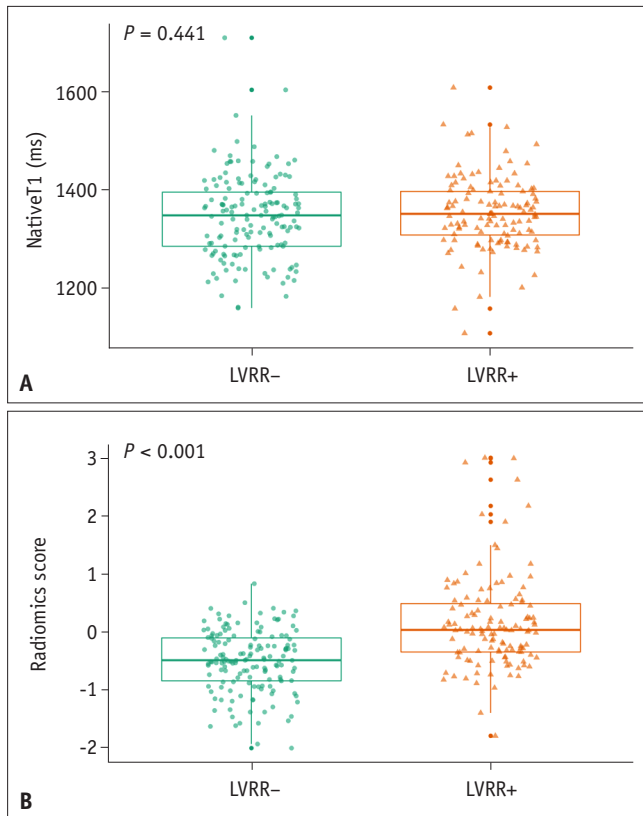 P = 0.441
1600
1400
1200
NativeT1 (ms)
LVRR–
LVRR+
A
P < 0.001
3
2
1
0
-1
-2
Radiomics score
LVRR–
LVRR+
B